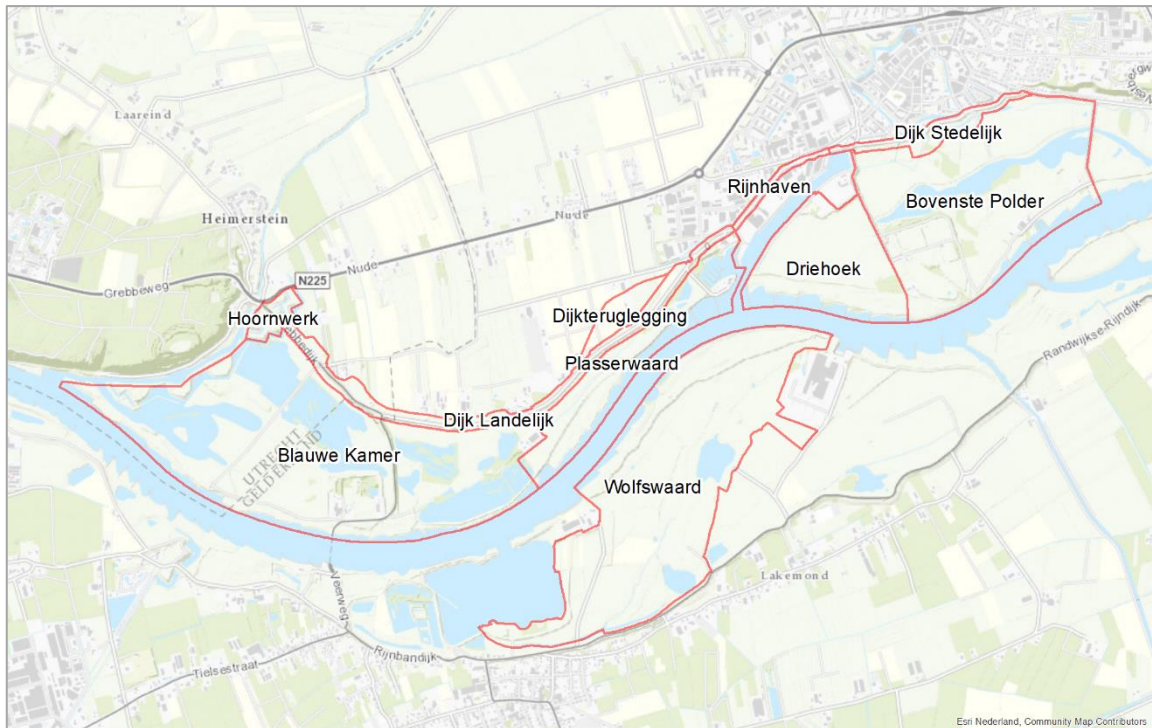 Laareind
Heimerstein
Grebbeweg
N225
Nude
Nude
Hoornwerk
Rijnhaven
Dijk Stedelijk
Bovenste Polder
Driehoek
Dijkteruglegging
Plasserwaard
Dijk Landelijk
Blauwe Kamer
UTRECHT
GELDERLAND
Wolfswaard
Randwijkse-Rijndijk
Lakemond
Veerweg
Tielsestraat
Rijnbandijk
Esri Nederland, Community Map Contributors